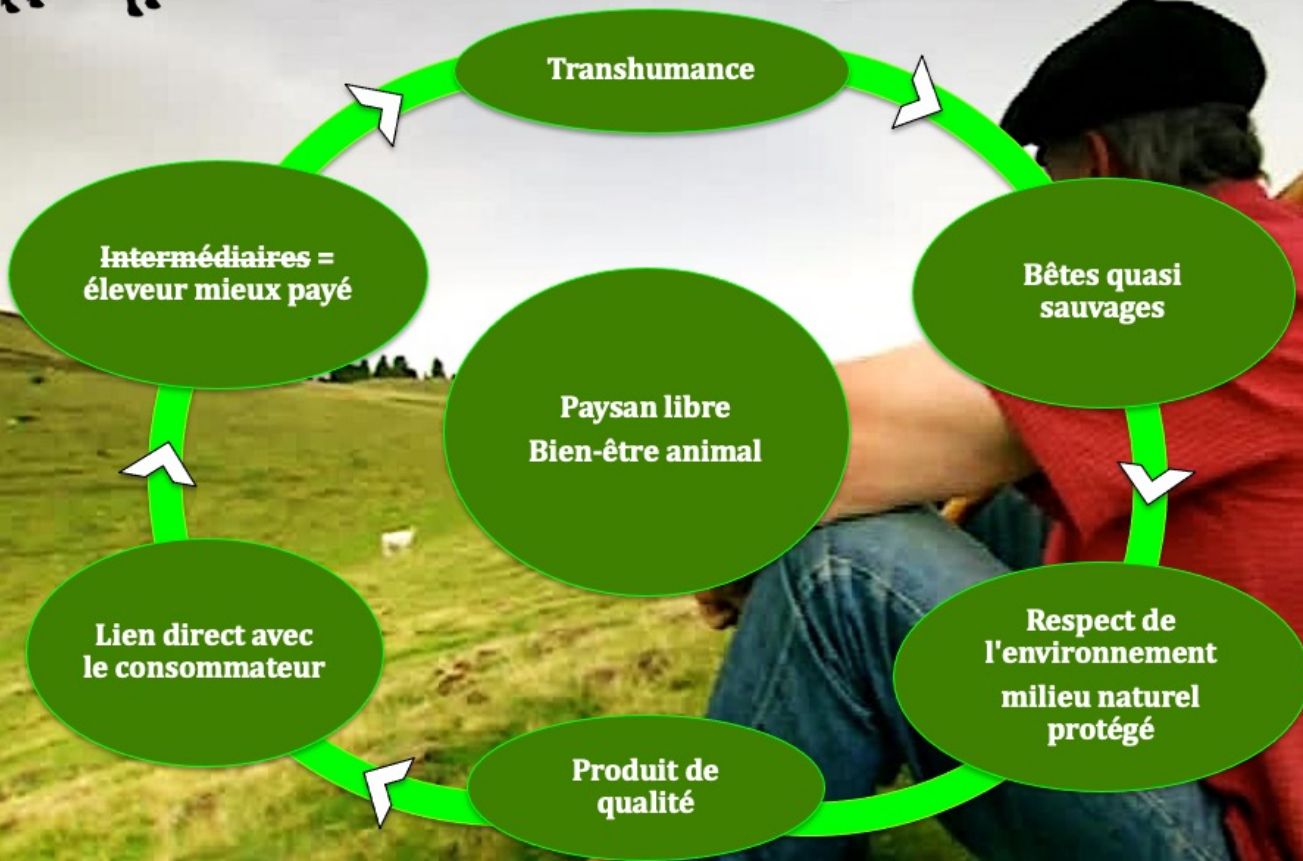 Transhumance
Bêtes quasi
sauvages
Respect de
l'environnement
milieu naturel
protégé
Produit de
qualité
Lien direct avec
le consommateur
Intermédiaires =
éleveur mieux payé
Paysan libre
Bien-être animal